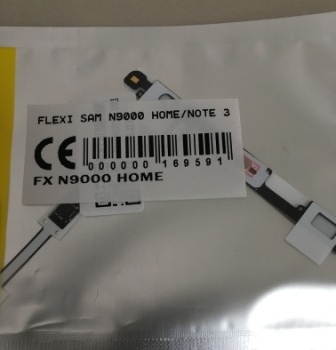 FLEXI SAM N9000 HOME/NOTE 3
CE
000000 169591
FX N9000 HOME